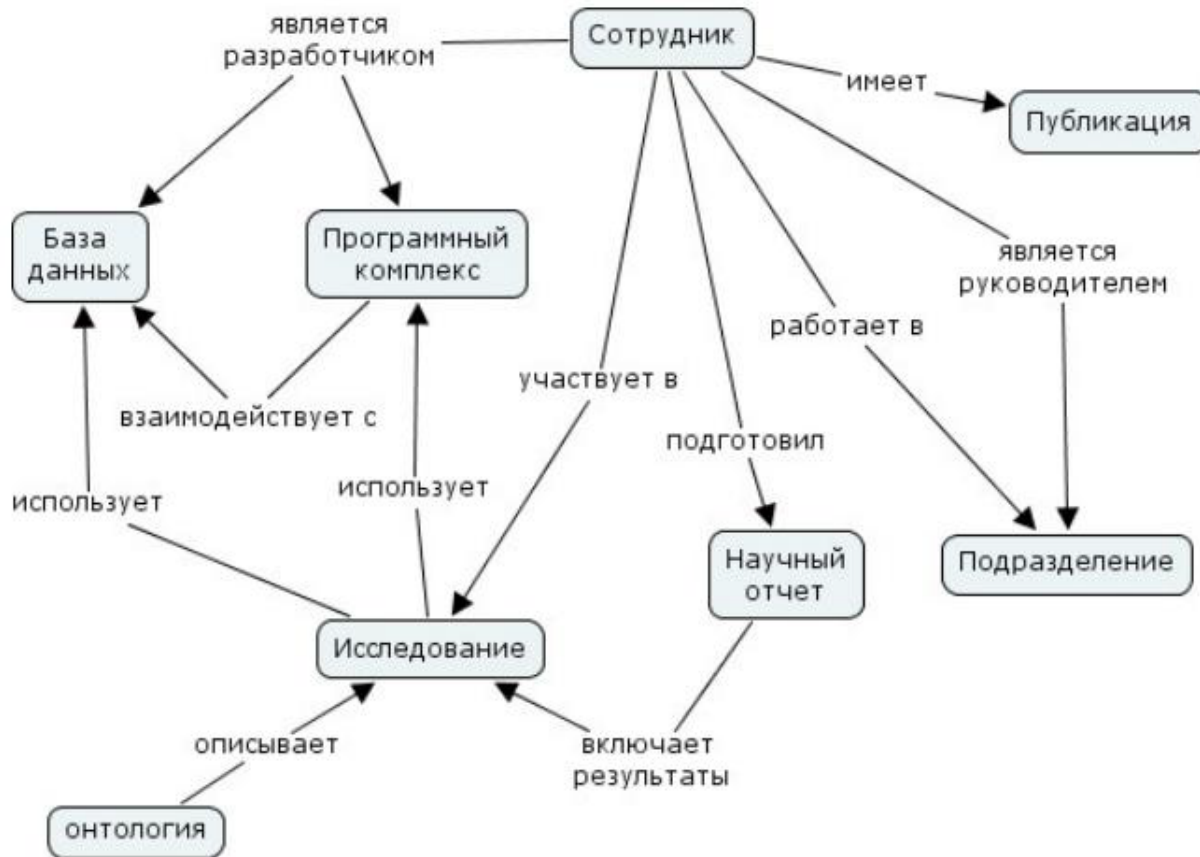 является
разработчиком
Сотрудник
имеет
Публикация
База
данных
Программный
комплекс
является
руководителем
работает в
участвует в
взаимодействует с
подготовил
использует
использует
Научный
отчет
Подразделение
Исследование
описывает
включает
результаты
онтология